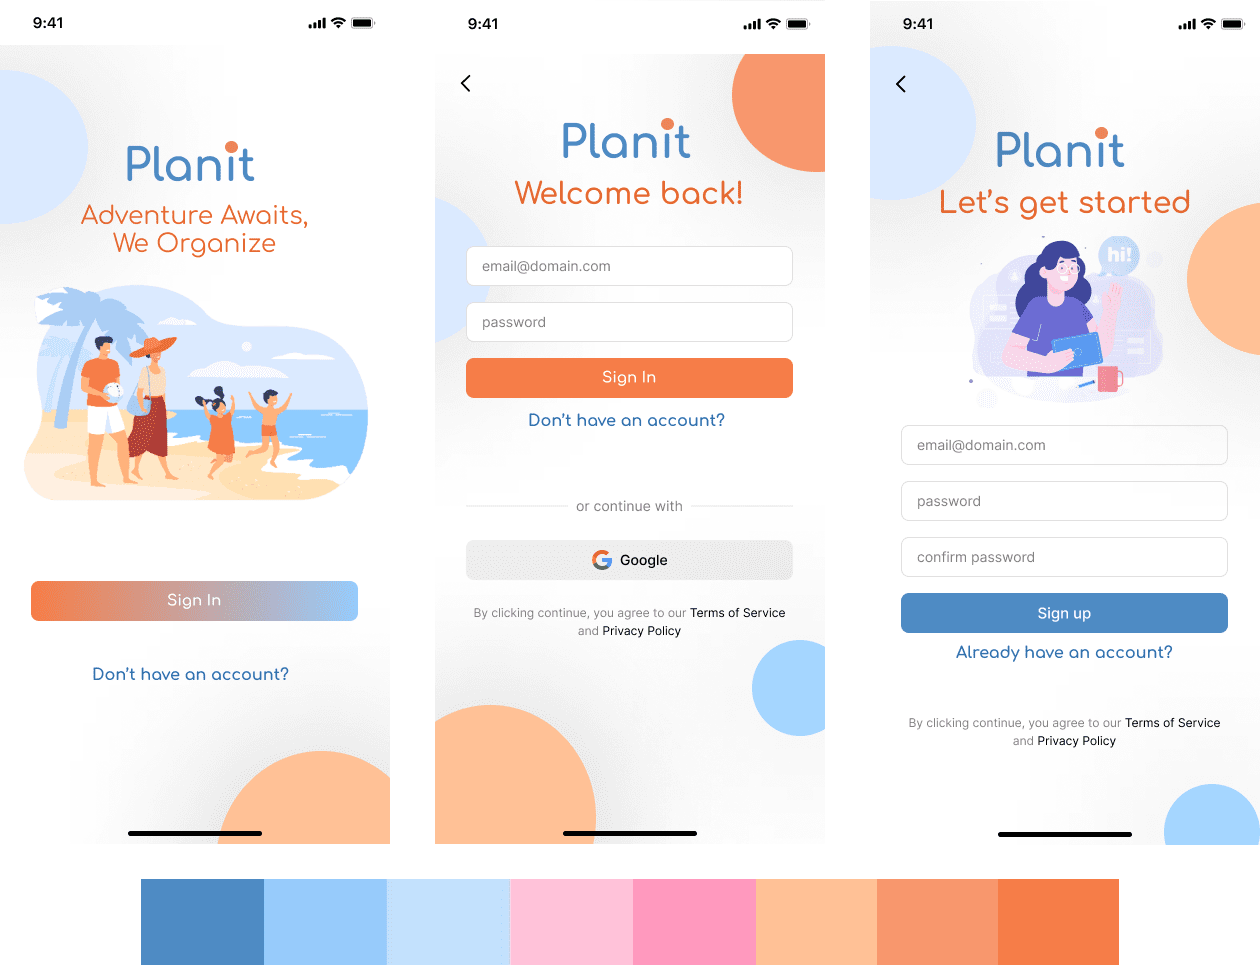 9:41
Planit
Adventure Awaits,
We Organize
Sign In
Don't have an account?
9:41
Planit
Welcome back!
email@domain.com
password
Sign In
Don't have an account?
or continue with
Google
By clicking continue, you agree to our Terms of Service
and Privacy Policy
9:41
Planit
Let's get started
hi!
email@domain.com
password
confirm password
Sign up
Already have an account?
By clicking continue, you agree to our Terms of Service
and Privacy Policy